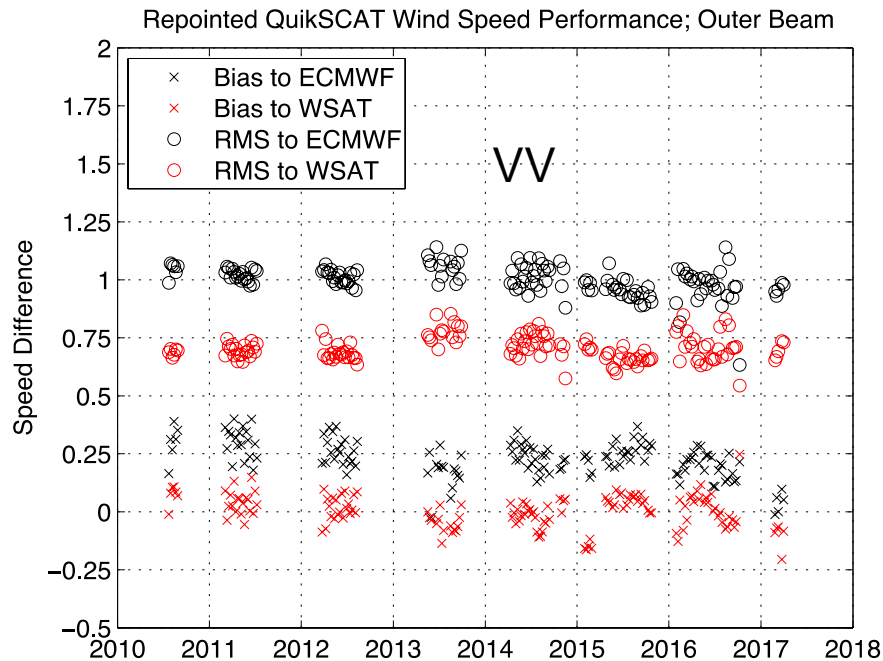 Repointed QuikSCAT Wind Speed Performance; Outer Beam
2
1.75
1.5
1.25
1
0.75
0.5
0.25
0
−0.25
−0.5
Speed Difference
Bias to ECMWF
Bias to WSAT
RMS to ECMWF
RMS to WSAT
VV
2010 2011 2012 2013 2014 2015 2016 2017 2018